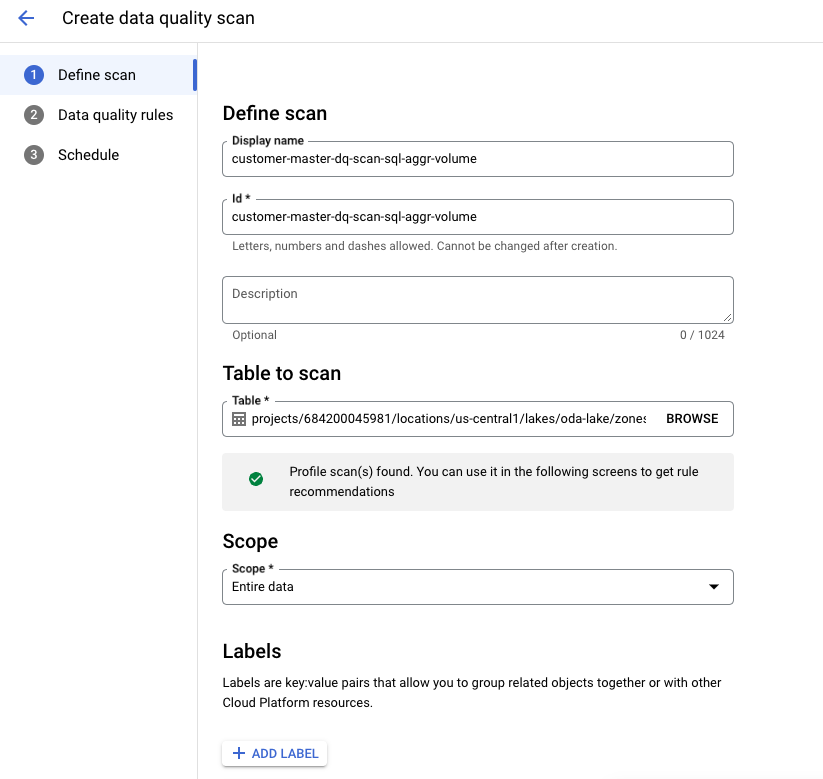 Create data quality scan
1 Define scan
2 Data quality rules
3 Schedule
Define scan
Display name
customer-master-dq-scan-sql-aggr-volume
Id *
customer-master-dq-scan-sql-aggr-volume
Letters, numbers and dashes allowed. Cannot be changed after creation.
Description
Optional
0 / 1024
Table to scan
Table *
projects/684200045981/locations/us-central1/lakes/oda-lake/zones BROWSE
Profile scan(s) found. You can use it in the following screens to get rule
recommendations
Scope
Scope *
Entire data
Labels
Labels are key:value pairs that allow you to group related objects together or with other
Cloud Platform resources.
+ ADD LABEL